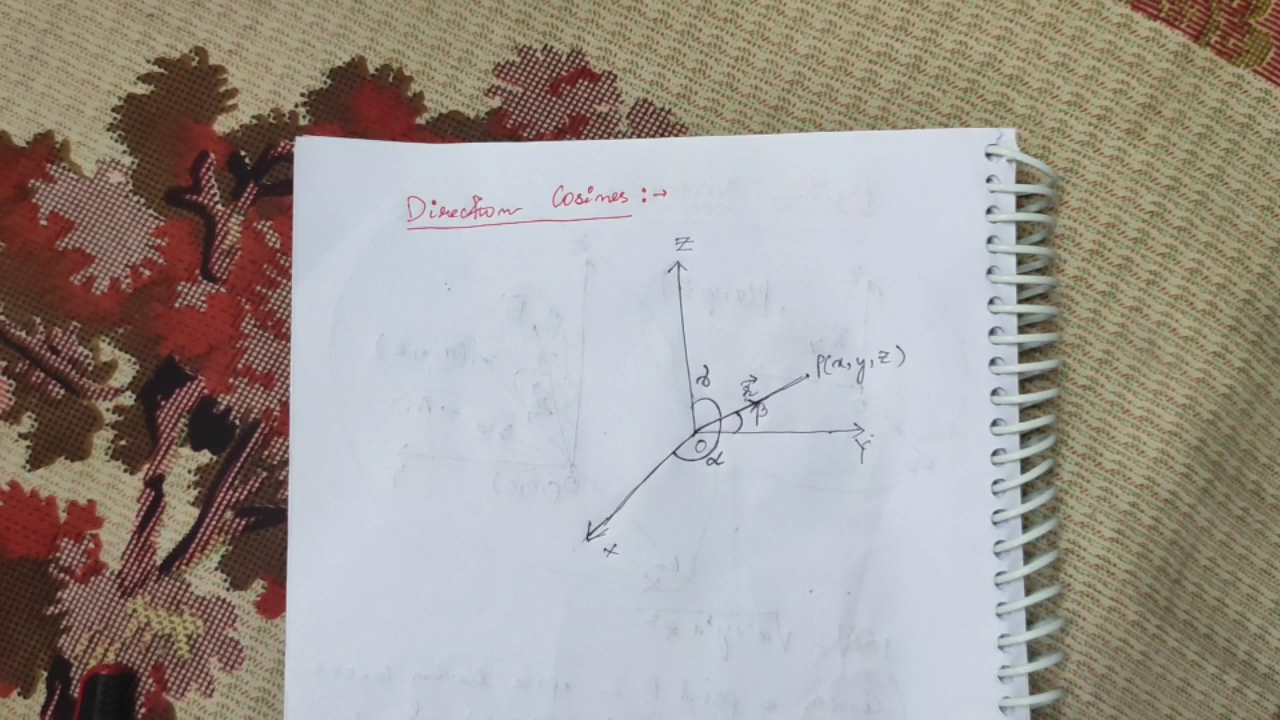 Direction Cosines :→
Z
P(x, y, z)
γ
r⃗
β
O
α
Y
x